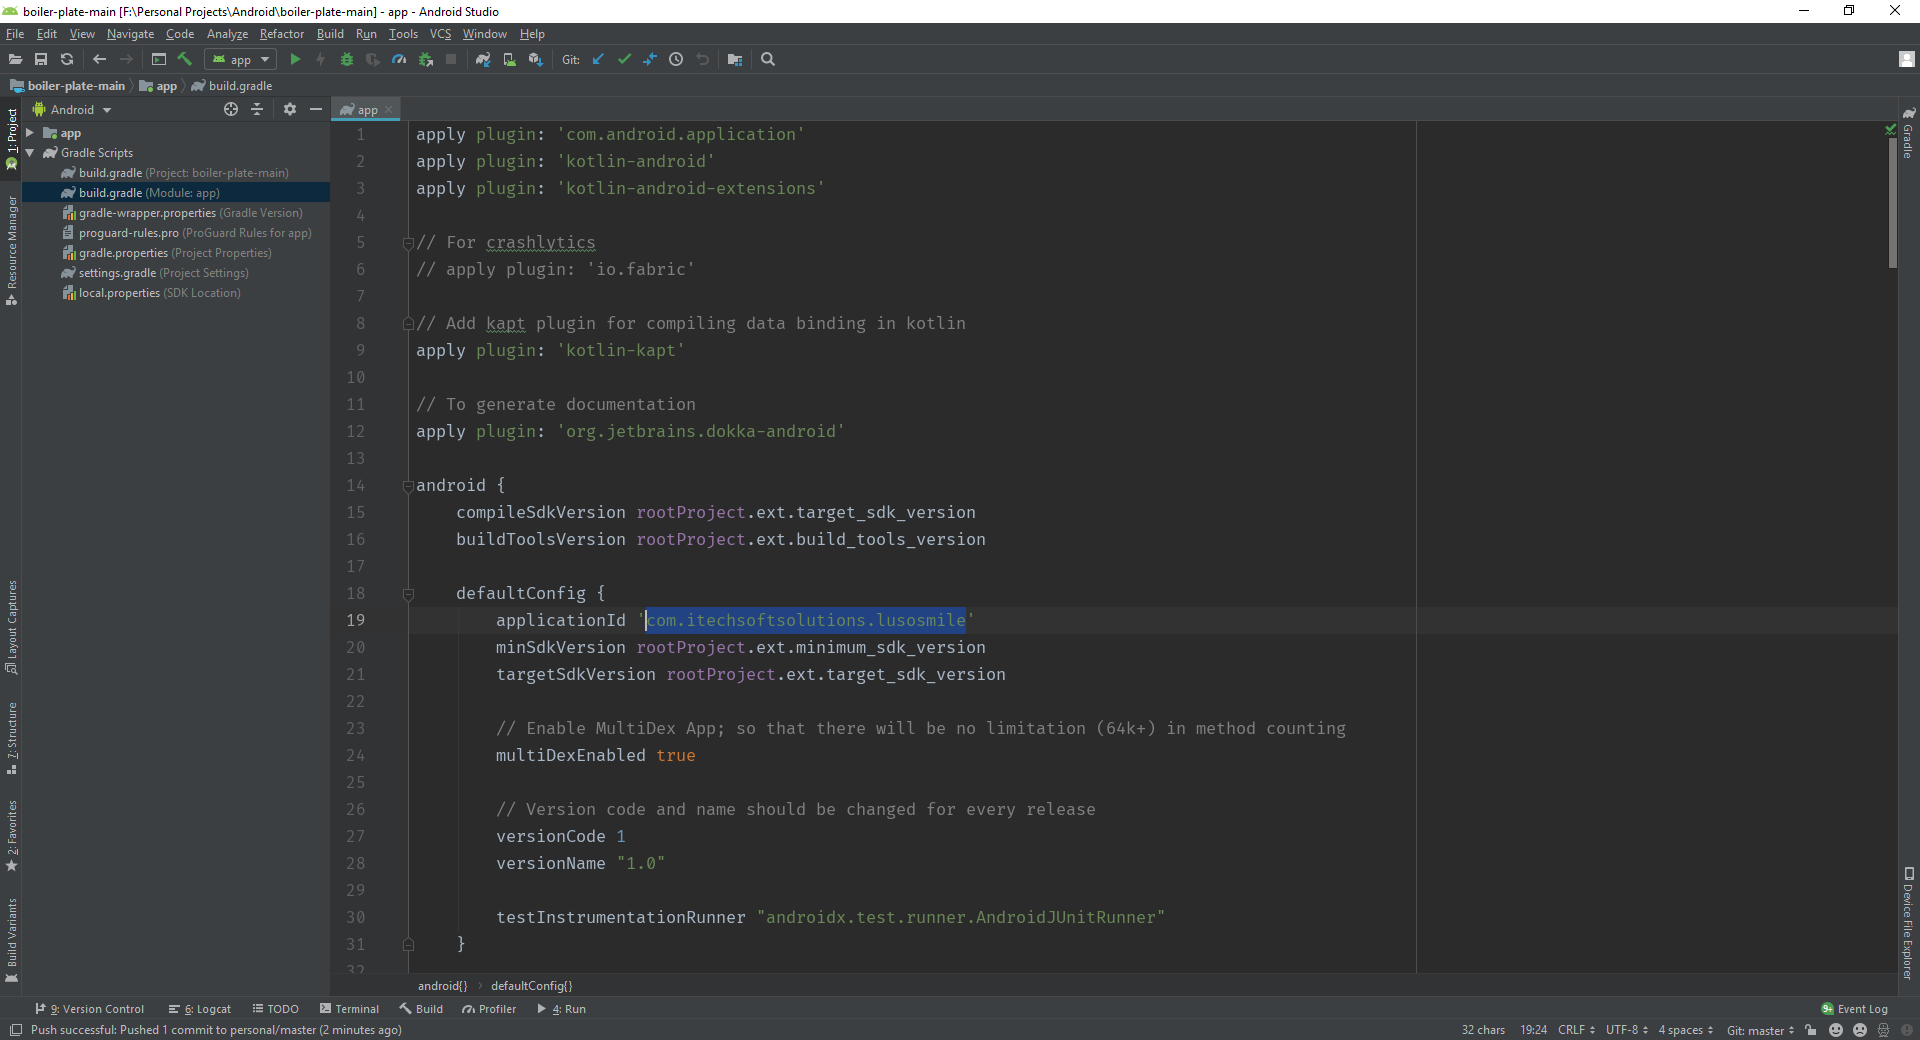 boiler-plate-main [F:\Personal Projects\Android\boiler-plate-main] - app - Android Studio
File Edit View Navigate Code Analyze Refactor Build Run Tools VCS Window Help
app Git:
boiler-plate-main app build.gradle
Android app
1: Project
Resource Manager
Layout Captures
7: Structure
2: Favorites
Build Variants
app
Gradle Scripts
build.gradle (Project: boiler-plate-main)
build.gradle (Module: app)
gradle-wrapper.properties (Gradle Version)
proguard-rules.pro (ProGuard Rules for app)
gradle.properties (Project Properties)
settings.gradle (Project Settings)
local.properties (SDK Location)
1 apply plugin: 'com.android.application'
2 apply plugin: 'kotlin-android'
3 apply plugin: 'kotlin-android-extensions'
4
5 // For crashlytics
6 // apply plugin: 'io.fabric'
7
8 // Add kapt plugin for compiling data binding in kotlin
9 apply plugin: 'kotlin-kapt'
10
11 // To generate documentation
12 apply plugin: 'org.jetbrains.dokka-android'
13
14 android {
15 compileSdkVersion rootProject.ext.target_sdk_version
16 buildToolsVersion rootProject.ext.build_tools_version
17
18 defaultConfig {
19 applicationId 'com.itechsoftsolutions.lusosmile'
20 minSdkVersion rootProject.ext.minimum_sdk_version
21 targetSdkVersion rootProject.ext.target_sdk_version
22
23 // Enable MultiDex App; so that there will be no limitation (64k+) in method counting
24 multiDexEnabled true
25
26 // Version code and name should be changed for every release
27 versionCode 1
28 versionName "1.0"
29
30 testInstrumentationRunner "androidx.test.runner.AndroidJUnitRunner"
31 }
32
Gradle
Device File Explorer
android{} defaultConfig{}
9: Version Control 6: Logcat TODO Terminal Build Profiler 4: Run 9+ Event Log
Push successful: Pushed 1 commit to personal/master (2 minutes ago) 32 chars 19:24 CRLF UTF-8 4 spaces Git: master